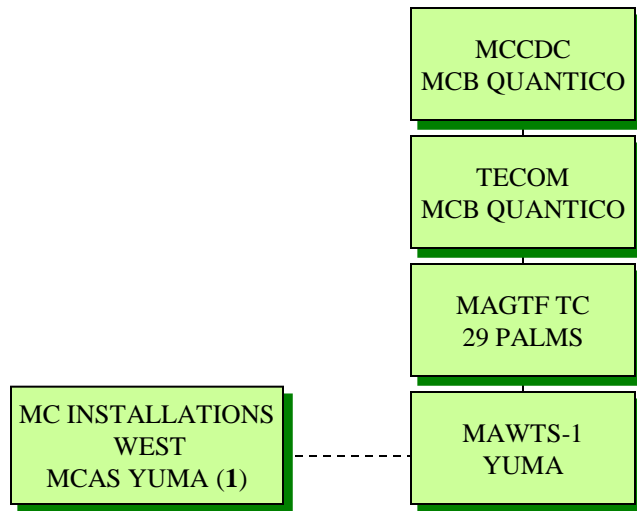 MCCDC
MCB QUANTICO
TECOM
MCB QUANTICO
MAGTF TC
29 PALMS
MC INSTALLATIONS
WEST
MCAS YUMA (1)
MAWTS-1
YUMA